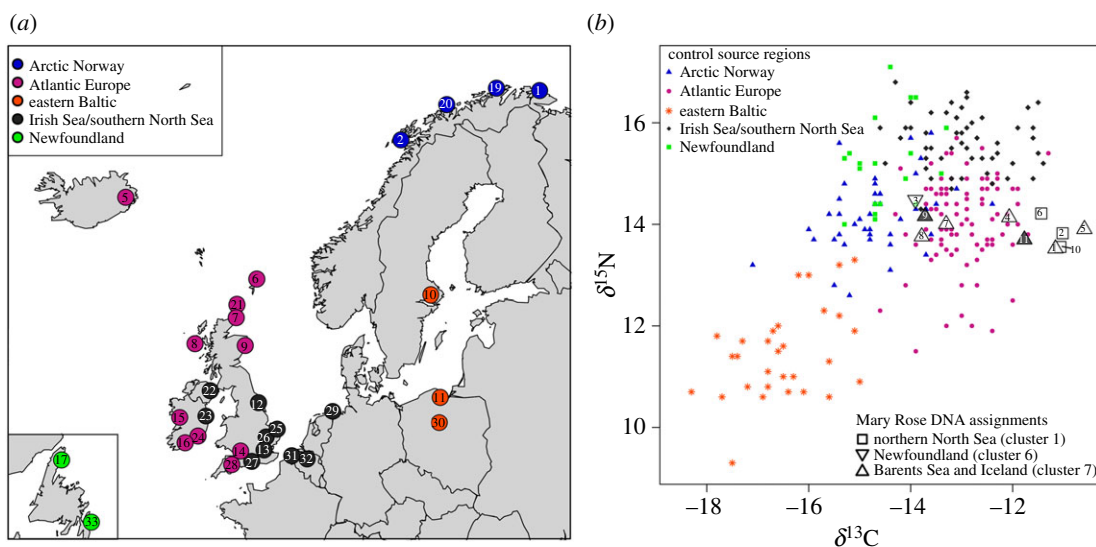 (a)
Arctic Norway
Atlantic Europe
eastern Baltic
Irish Sea/southern North Sea
Newfoundland
19
1
20
2
5
6
21
7
8
9
10
22
12
11
15
23
29
25
30
26
16
24
13
14
31
32
28
27
17
33
(b)
control source regions
Arctic Norway
Atlantic Europe
eastern Baltic
Irish Sea/southern North Sea
Newfoundland
16
14
12
10
δ15N
3
9
4
6
7
8
11
2
5
1
10
Mary Rose DNA assignments
northern North Sea (cluster 1)
Newfoundland (cluster 6)
Barents Sea and Iceland (cluster 7)
−18
−16
−14
−12
δ13C